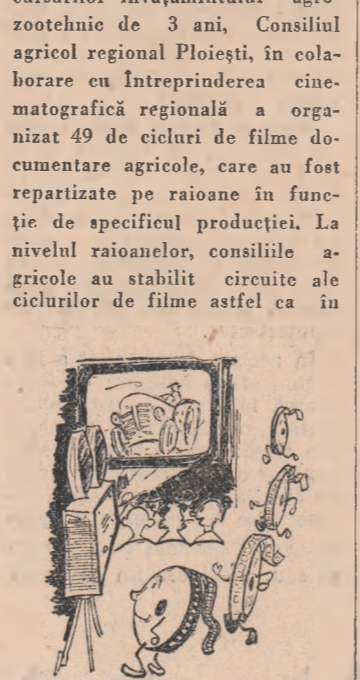 zootehnic de 3 ani, Consiliul
agricol regional Ploiești, în cola-
borare cu Întreprinderea cine-
matografică regională a orga-
nizat 49 de cicluri de filme do-
cumentare agricole, care au fost
repartizate pe raioane în func-
ție de specificul producției. La
nivelul raioanelor, consiliile a-
gricole au stabilit circuite ale
ciclurilor de filme astfel ca în